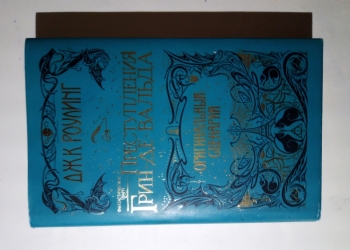 ДЖ.К. РОУЛИНГ
ПРЕСТУПЛЕНИЯ
ГРИН ДЕ ВАЛЬДА
ОРИГИНАЛЬНЫЙ
СЦЕНАРИЙ